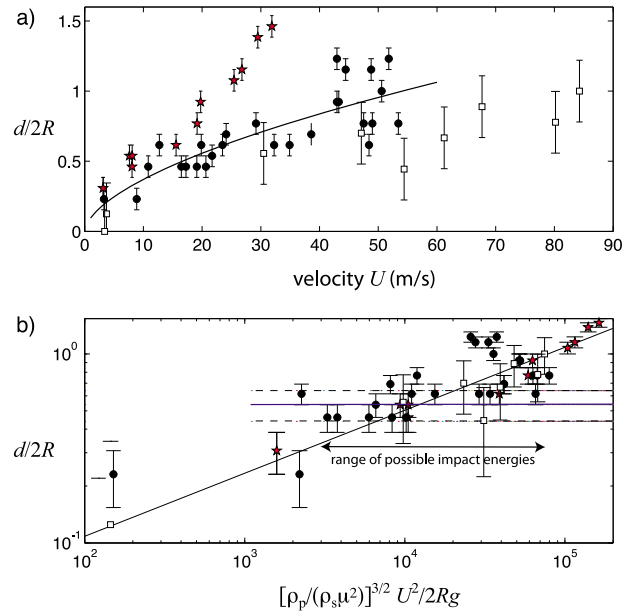 a)
1.5
1
0.5
0
d/2R
0 10 20 30 40 50 60 70 80 90
velocity U (m/s)
b)
10⁰
10⁻¹
d/2R
range of possible impact energies
10² 10³ 10⁴ 10⁵
[ρₚ/(ρₛμ²)]³/² U²/2Rg